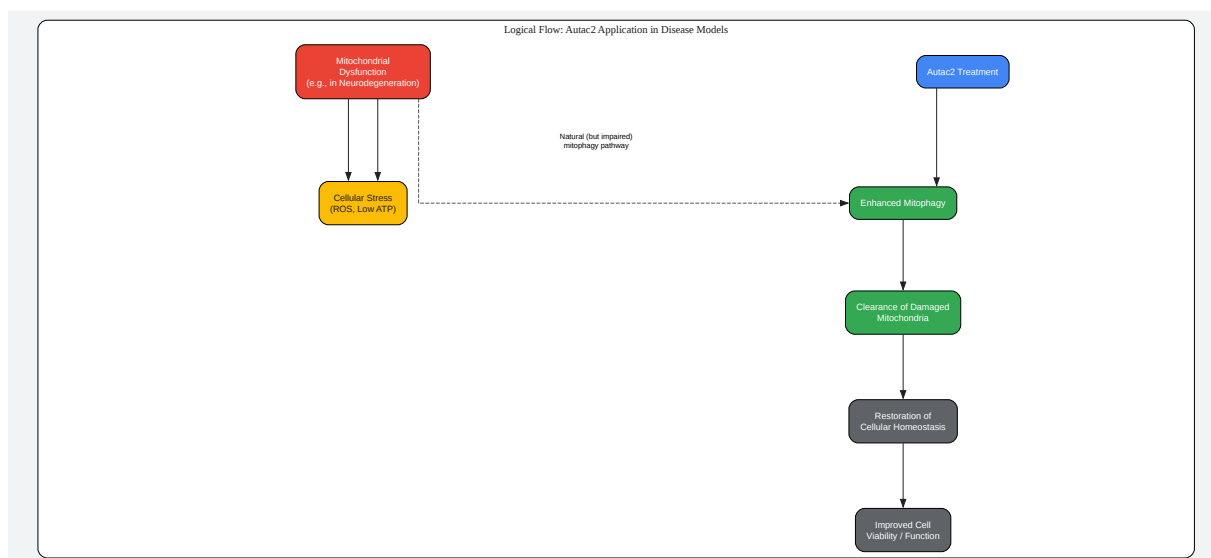 Logical Flow: Autac2 Application in Disease Models
Mitochondrial
Dysfunction
(e.g., in Neurodegeneration)
Autac2 Treatment
Natural (but impaired)
mitophagy pathway
Cellular Stress
(ROS, Low ATP)
Enhanced Mitophagy
Clearance of Damaged
Mitochondria
Restoration of
Cellular Homeostasis
Improved Cell
Viability / Function